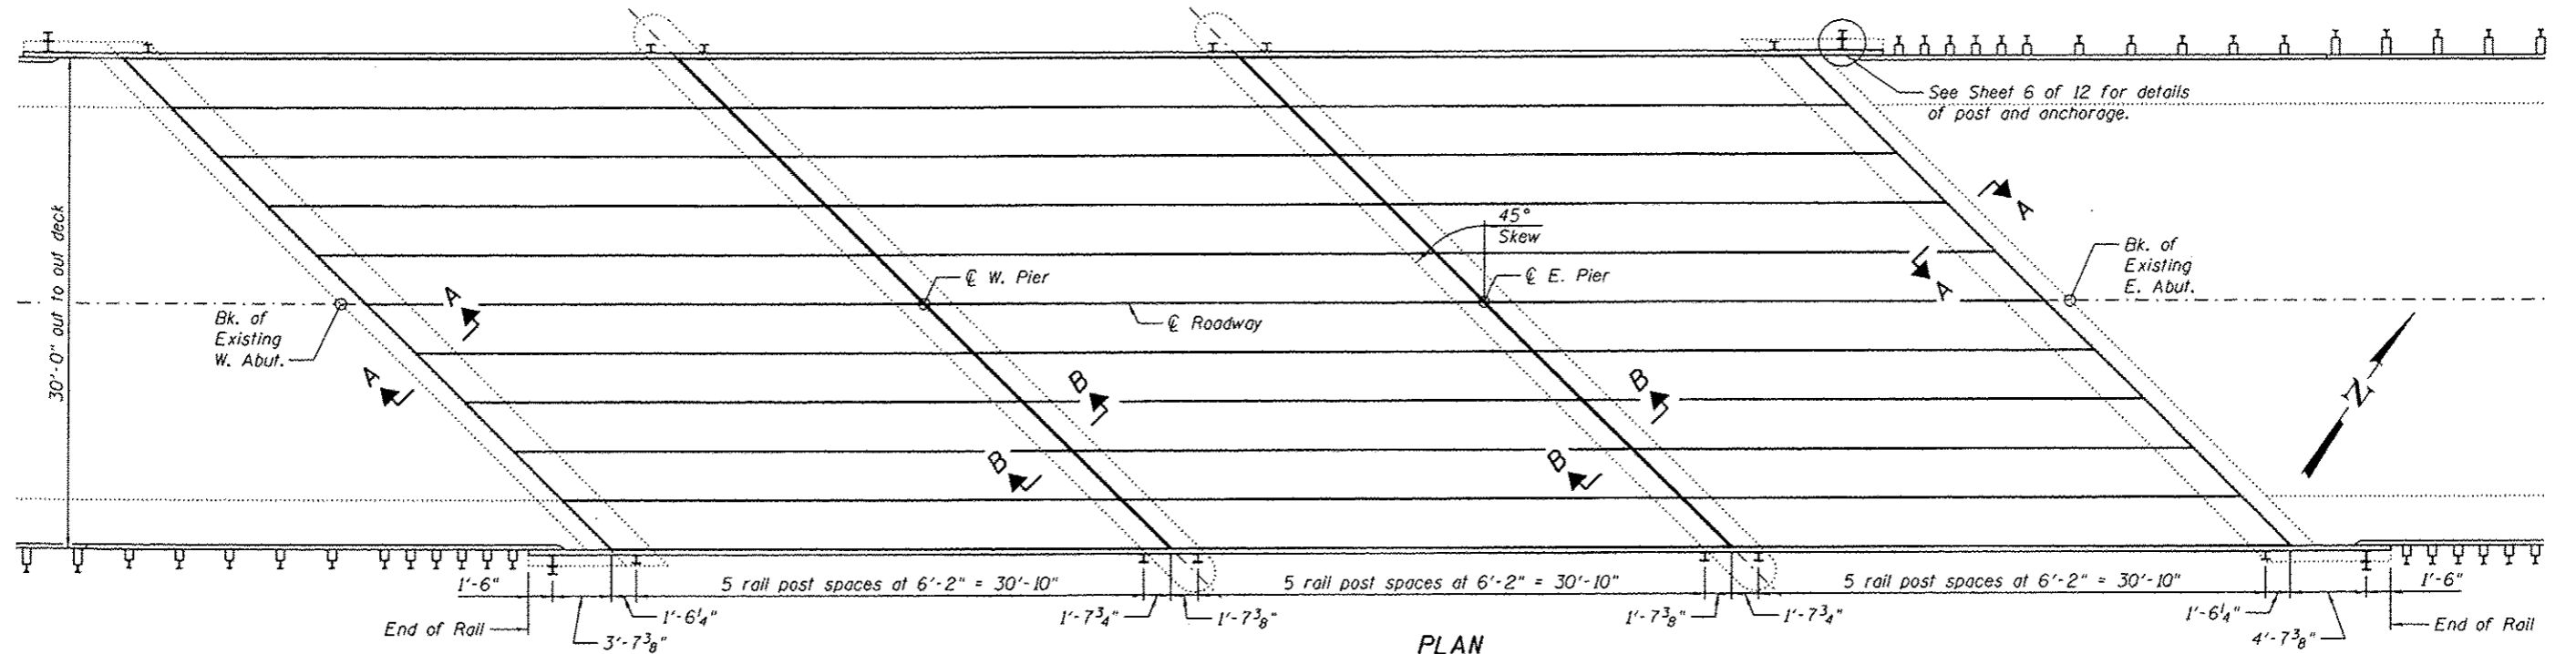 See Sheet 6 of 12 for details
of post and anchorage.
30'-0" out to out deck
45°
Skew
A
A
Bk. of
Existing
E. Abut.
℄ W. Pier
℄ E. Pier
A
A
Bk. of
Existing
W. Abut.
℄ Roadway
A
B
B
B
B
N
1'-6"
5 rail post spaces at 6'-2" = 30'-10"
5 rail post spaces at 6'-2" = 30'-10"
5 rail post spaces at 6'-2" = 30'-10"
1'-6"
1'-6¼"
1'-7¾"
1'-7⅜"
1'-7⅜"
1'-7¾"
1'-6¼"
End of Rail
3'-7⅜"
4'-7⅜"
End of Rail
PLAN